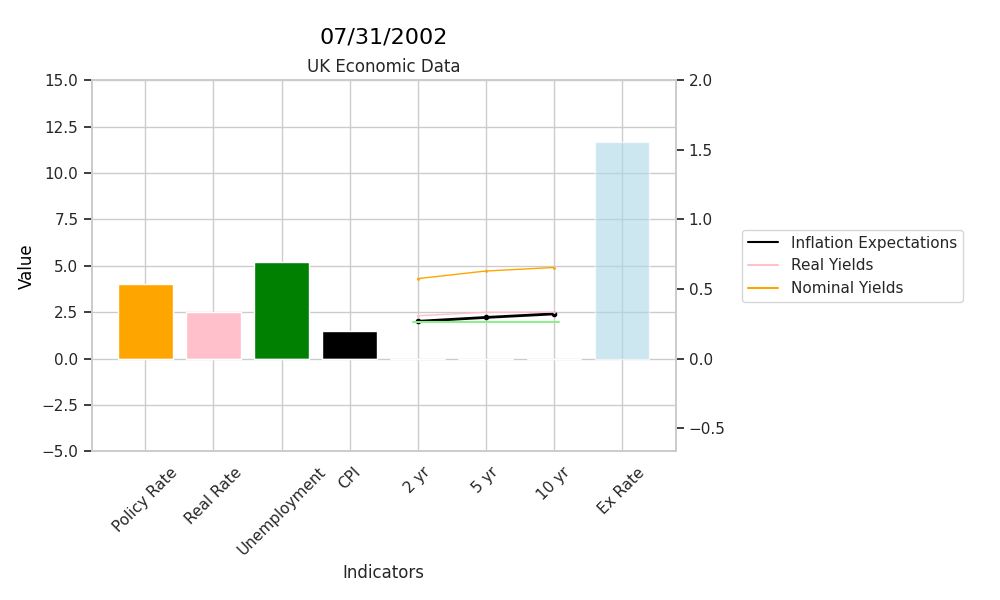 07/31/2002
UK Economic Data
15.0
12.5
10.0
7.5
5.0
2.5
0.0
−2.5
−5.0
Value
2.0
1.5
1.0
0.5
0.0
−0.5
Inflation Expectations
Real Yields
Nominal Yields
Policy Rate
Real Rate
Unemployment
CPI
2 yr
5 yr
10 yr
Ex Rate
Indicators